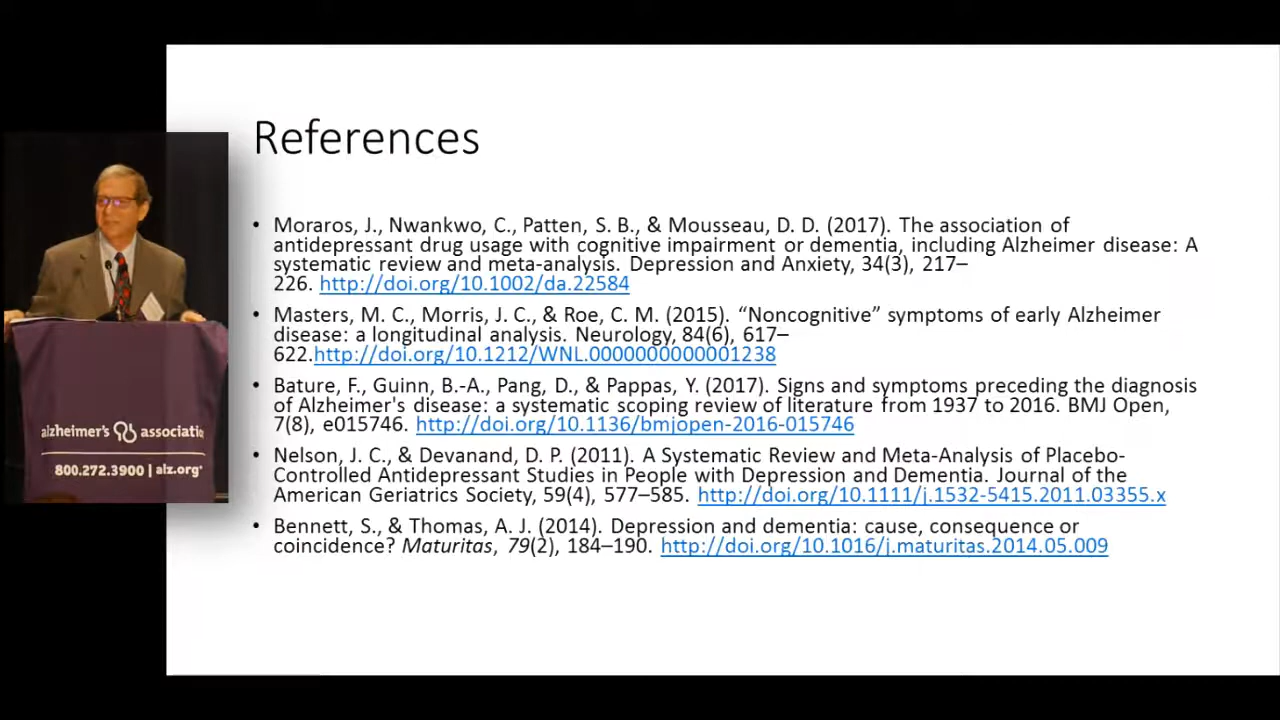 References
• Moraros, J., Nwankwo, C., Patten, S. B., & Mousseau, D. D. (2017). The association of
antidepressant drug usage with cognitive impairment or dementia, including Alzheimer disease: A
systematic review and meta-analysis. Depression and Anxiety, 34(3), 217–
226. http://doi.org/10.1002/da.22584
• Masters, M. C., Morris, J. C., & Roe, C. M. (2015). “Noncognitive” symptoms of early Alzheimer
disease: a longitudinal analysis. Neurology, 84(6), 617–
622.http://doi.org/10.1212/WNL.0000000000001238
• Bature, F., Guinn, B.-A., Pang, D., & Pappas, Y. (2017). Signs and symptoms preceding the diagnosis
of Alzheimer's disease: a systematic scoping review of literature from 1937 to 2016. BMJ Open,
7(8), e015746. http://doi.org/10.1136/bmjopen-2016-015746
• Nelson, J. C., & Devanand, D. P. (2011). A Systematic Review and Meta-Analysis of Placebo-
Controlled Antidepressant Studies in People with Depression and Dementia. Journal of the
American Geriatrics Society, 59(4), 577–585. http://doi.org/10.1111/j.1532-5415.2011.03355.x
• Bennett, S., & Thomas, A. J. (2014). Depression and dementia: cause, consequence or
coincidence? Maturitas, 79(2), 184–190. http://doi.org/10.1016/j.maturitas.2014.05.009
alzheimer's associatio
800.272.3900 | alz.org®